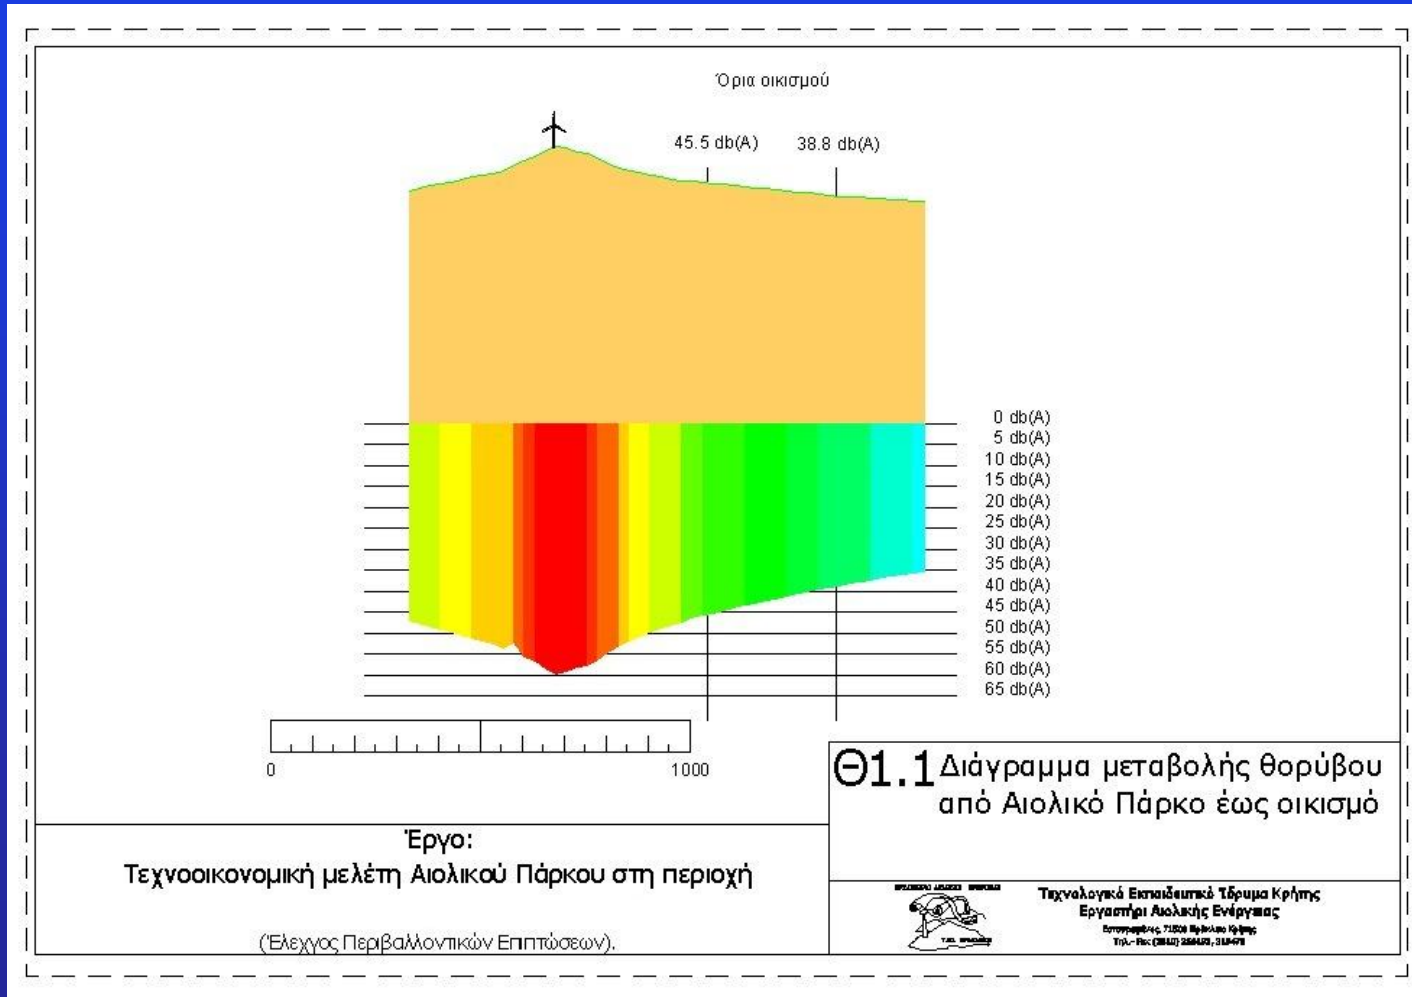 Όρια οικισμού
45.5 db(A) 38.8 db(A)
0 db(A)
5 db(A)
10 db(A)
15 db(A)
20 db(A)
25 db(A)
30 db(A)
35 db(A)
40 db(A)
45 db(A)
50 db(A)
55 db(A)
60 db(A)
65 db(A)
0 1000
Θ1.1 Διάγραμμα μεταβολής θορύβου
από Αιολικό Πάρκο έως οικισμό
Έργο:
Τεχνοοικονομική μελέτη Αιολικού Πάρκου στη περιοχή
(Έλεγχος Περιβαλλοντικών Επιπτώσεων).
Τεχνολογικό Εκπαιδευτικό Ίδρυμα Κρήτης
Εργαστήρι Αιολικής Ενέργειας